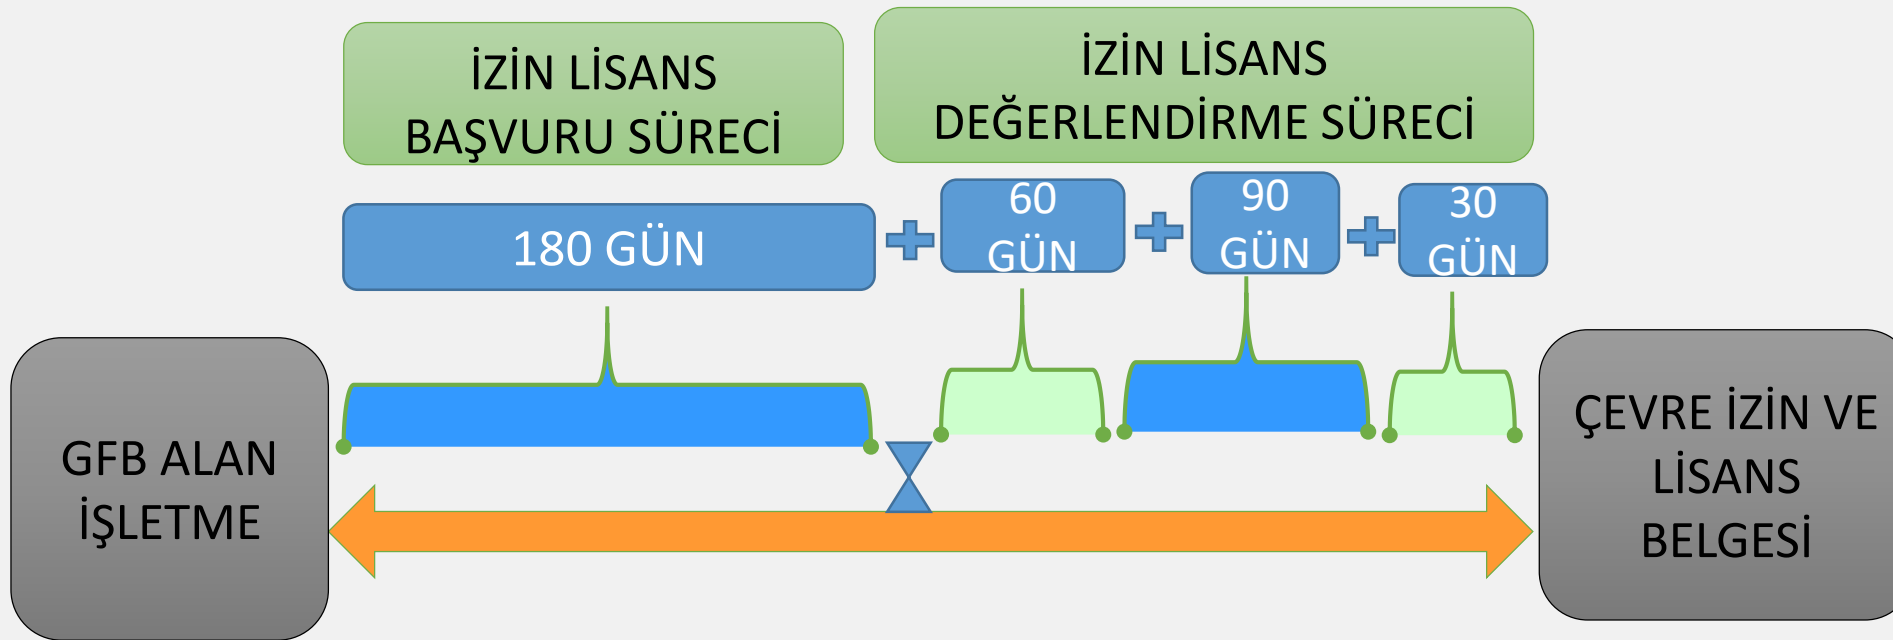 İZİN LİSANS
BAŞVURU SÜRECİ
İZİN LİSANS
DEĞERLENDİRME SÜRECİ
180 GÜN
60
GÜN
90
GÜN
30
GÜN
GFB ALAN
İŞLETME
ÇEVRE İZİN VE
LİSANS
BELGESİ